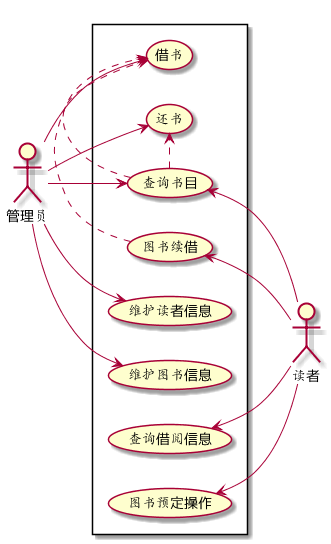 借书
还书
查询书目
管理员
图书续借
维护读者信息
维护图书信息
读者
查询借阅信息
图书预定操作